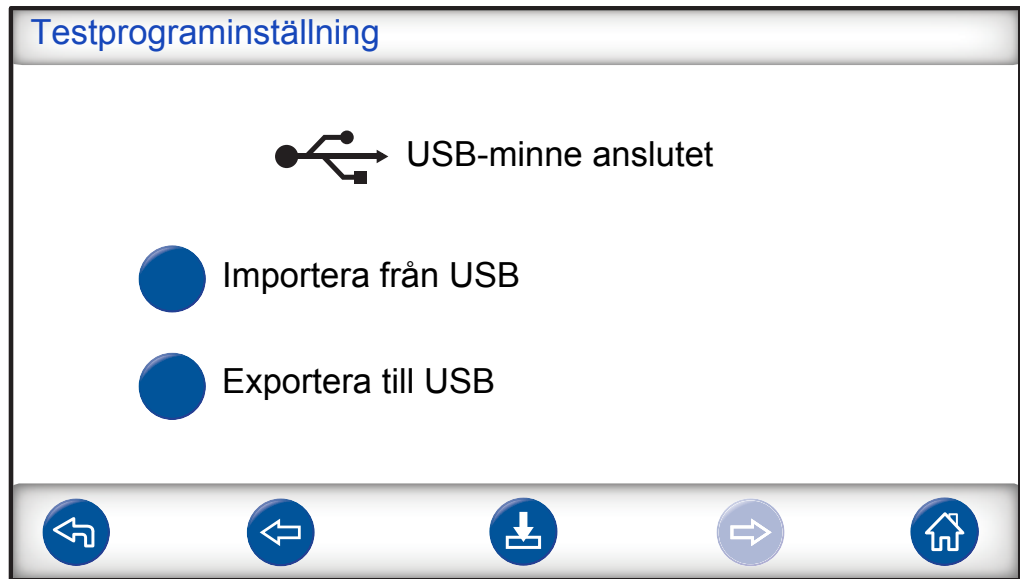 Testprograminställning
USB-minne anslutet
Importera från USB
Exportera till USB